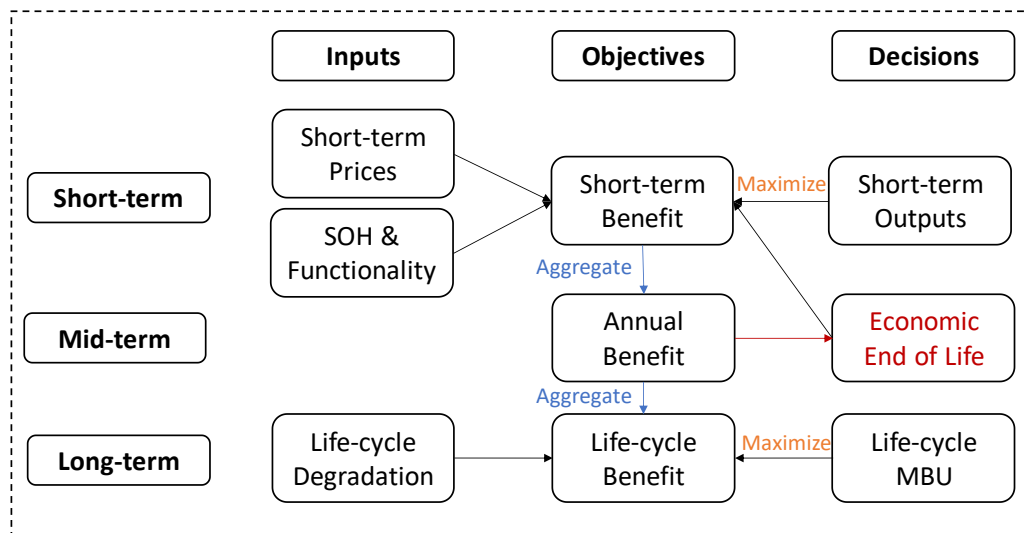 Inputs
Objectives
Decisions
Short-term
Short-term
Prices
SOH &
Functionality
Short-term
Benefit
Maximize
Short-term
Outputs
Aggregate
Mid-term
Annual
Benefit
Economic
End of Life
Aggregate
Long-term
Life-cycle
Degradation
Life-cycle
Benefit
Maximize
Life-cycle
MBU